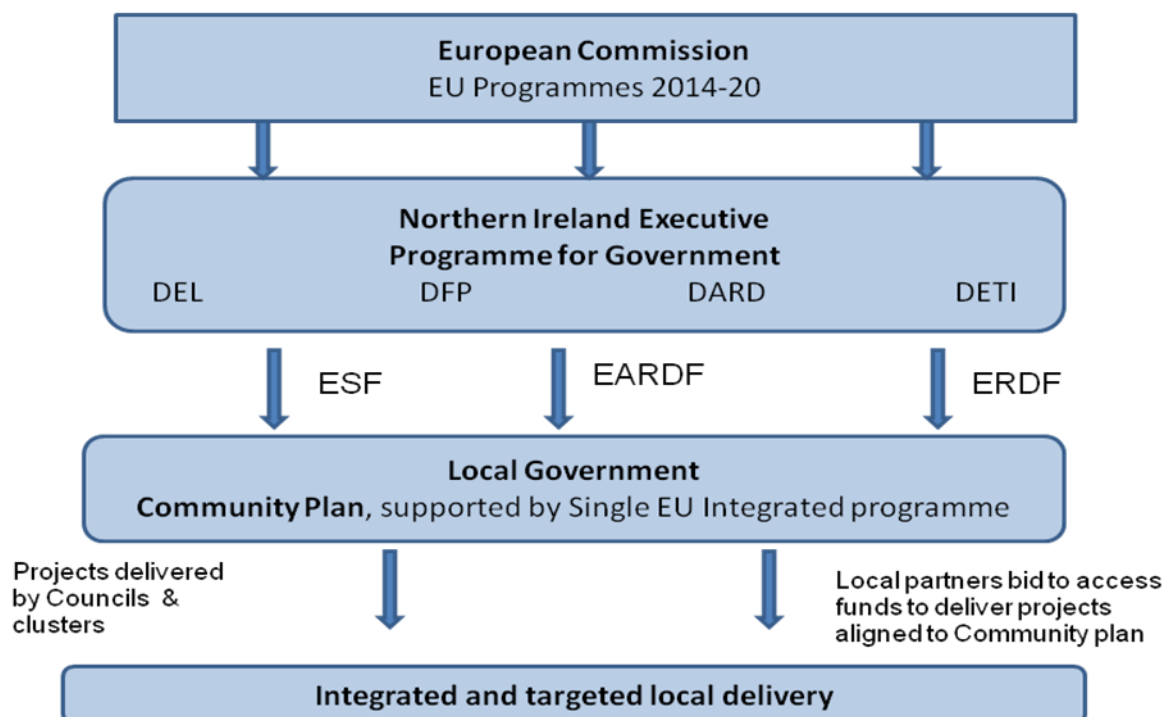 European Commission
EU Programmes 2014-20
Northern Ireland Executive
Programme for Government
DEL DFP DARD DETI
ESF EARDF ERDF
Local Government
Community Plan, supported by Single EU Integrated programme
Projects delivered
by Councils &
clusters
Local partners bid to access
funds to deliver projects
aligned to Community plan
Integrated and targeted local delivery